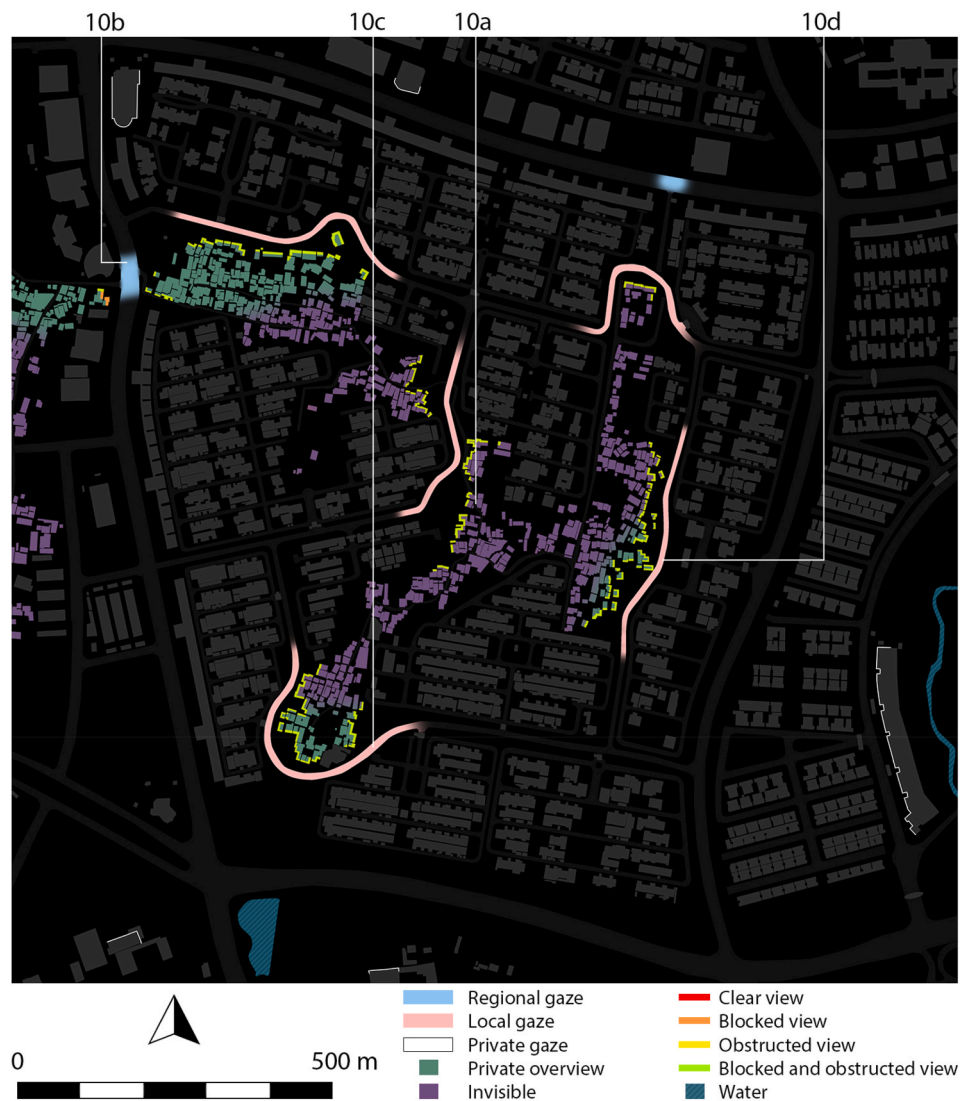 10b 10c 10a 10d
Regional gaze
Local gaze
Private gaze
Private overview
Invisible
Clear view
Blocked view
Obstructed view
Blocked and obstructed view
Water
0 500 m